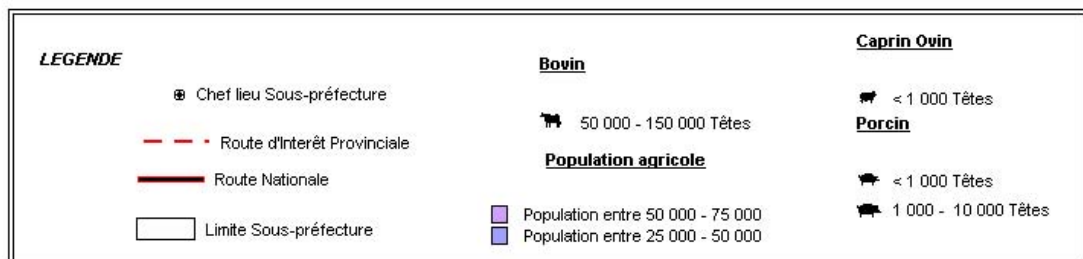 LEGENDE
Chef lieu Sous-préfecture
Route d'Interêt Provinciale
Route Nationale
Limite Sous-préfecture
Bovin
50 000 - 150 000 Têtes
Population agricole
Population entre 50 000 - 75 000
Population entre 25 000 - 50 000
Caprin Ovin
< 1 000 Têtes
Porcin
< 1 000 Têtes
1 000 - 10 000 Têtes